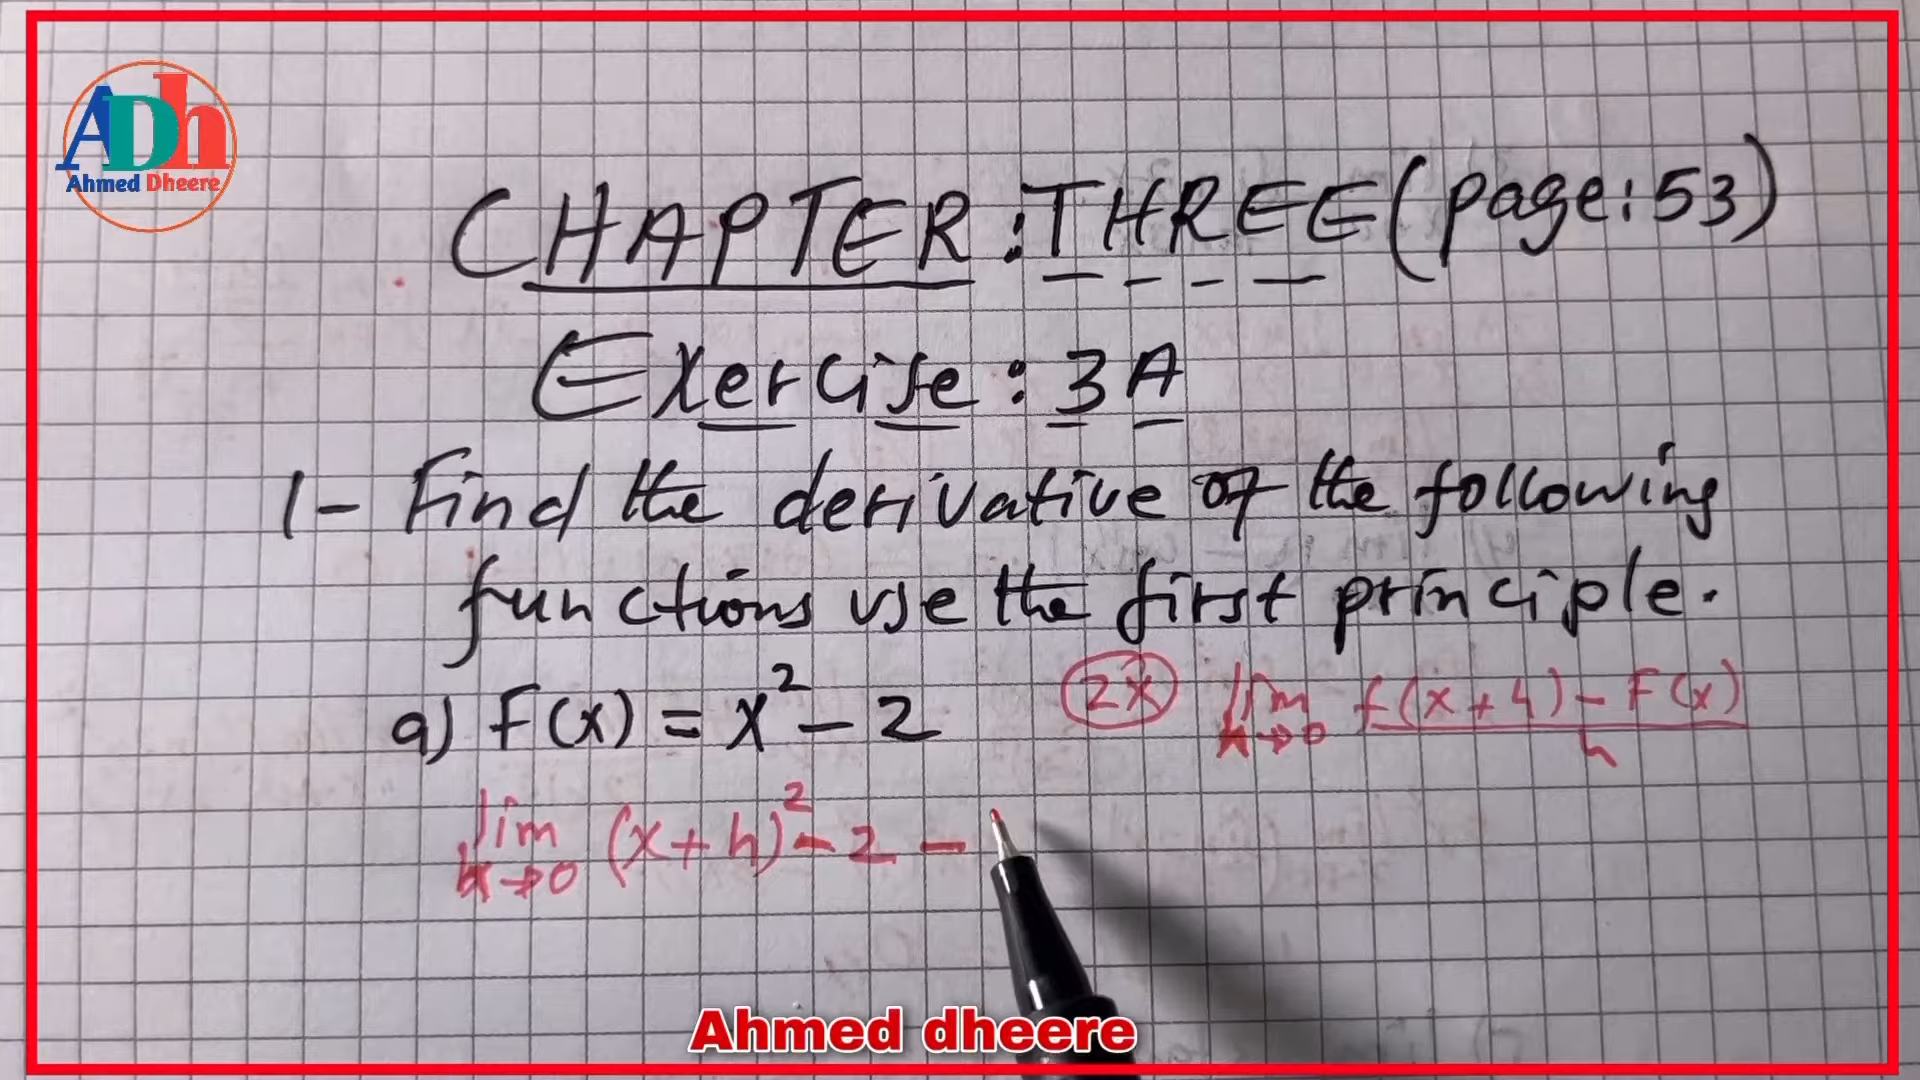 ADh
Ahmed Dheere
CHAPTER : THREE (page: 53)
Exercise : 3A
1- Find the derivative of the following
functions use the first principle.
a) F(x) = x² - 2
2x
lim f(x+h) - F(x)
h→0 h
lim (x+h)² - 2 -
h→0
Ahmed dheere